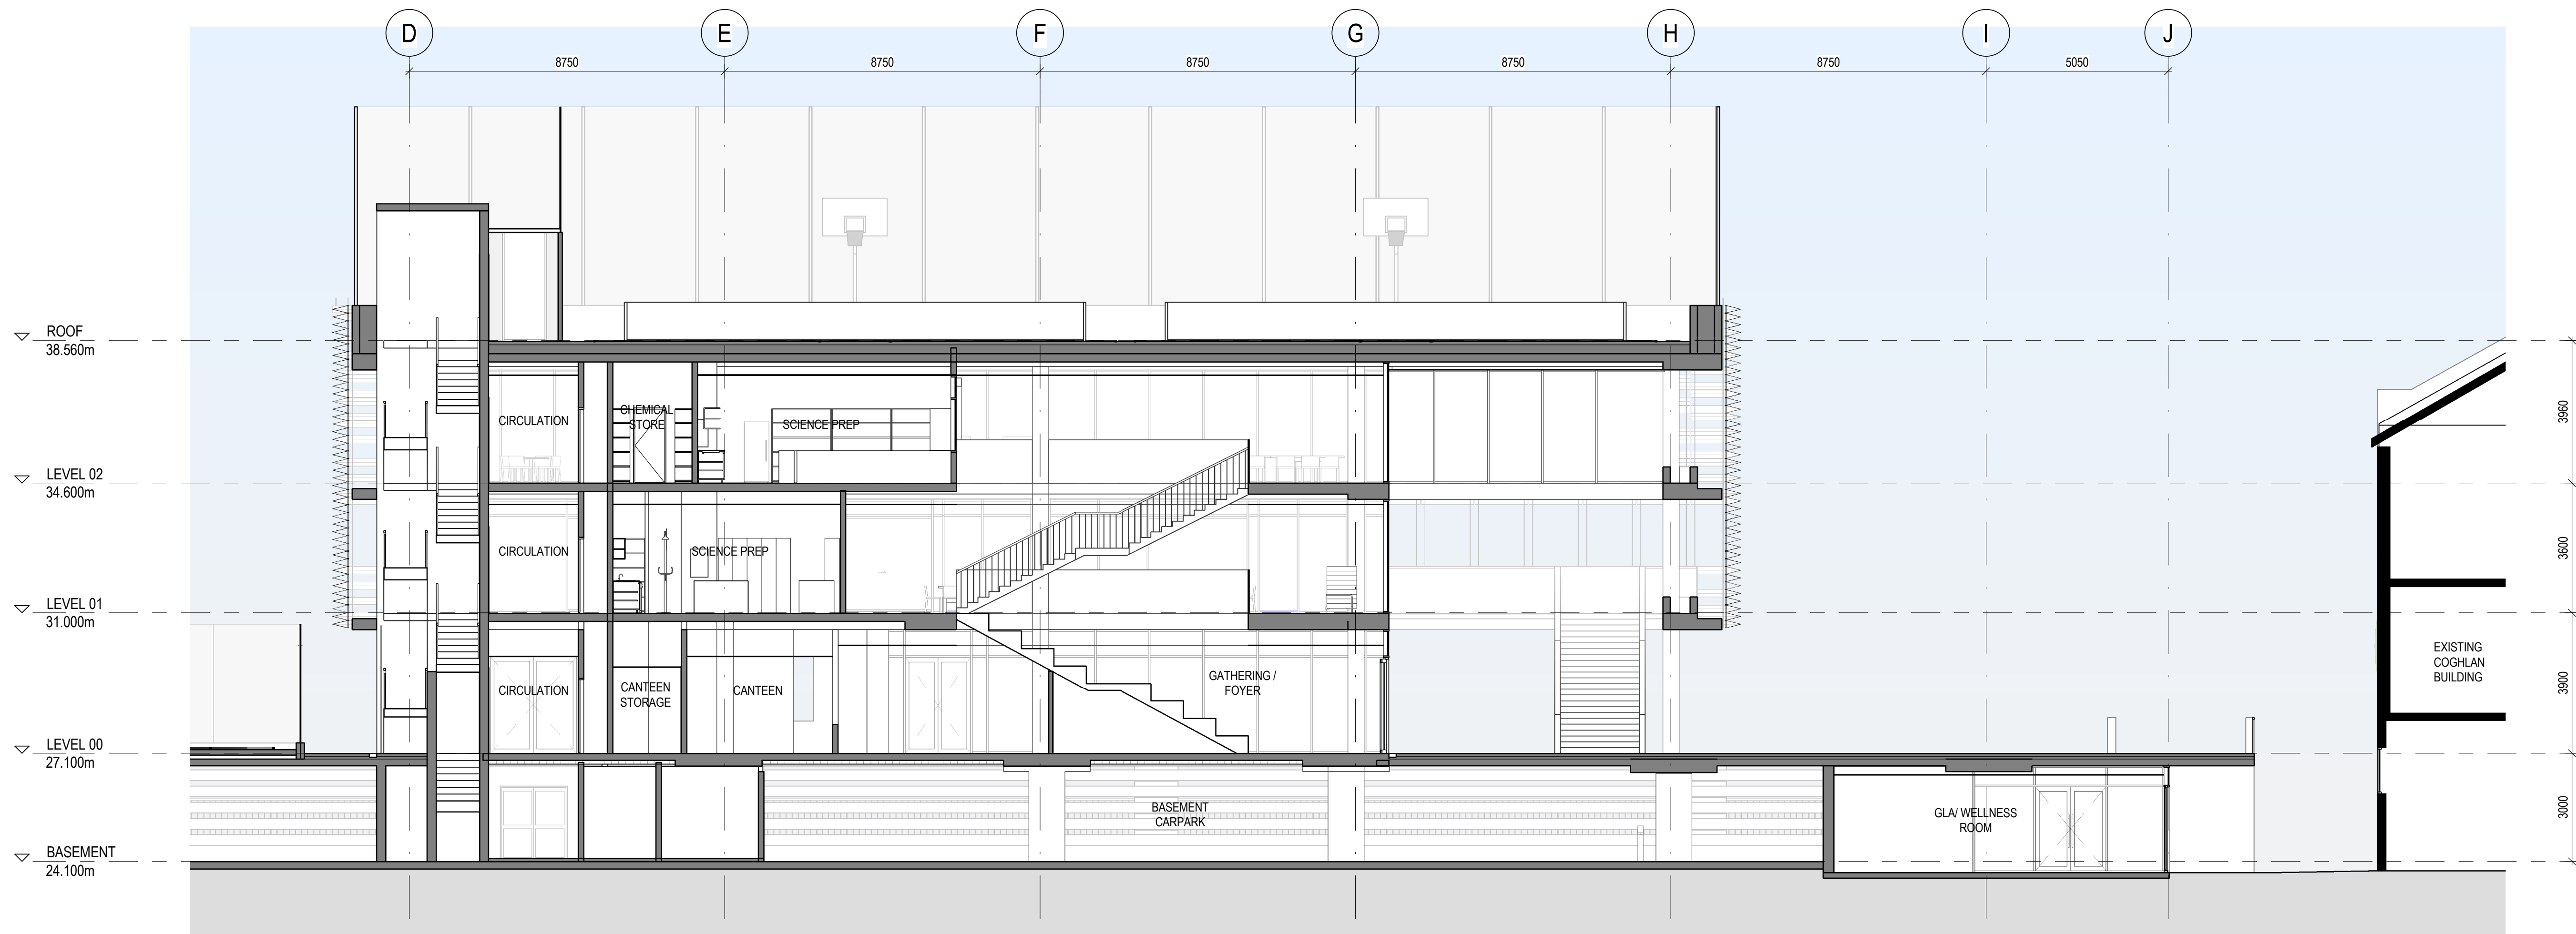 D E F G H I J
8750 8750 8750 8750 8750 5050
ROOF
38.560m
3960
CIRCULATION
CHEMICAL
STORE
SCIENCE PREP
LEVEL 02
34.600m
3600
CIRCULATION
SCIENCE PREP
LEVEL 01
31.000m
3900
CIRCULATION
CANTEEN
STORAGE
CANTEEN
GATHERING /
FOYER
EXISTING
COGHLAN
BUILDING
LEVEL 00
27.100m
3000
BASEMENT
CARPARK
GLA/ WELLNESS
ROOM
BASEMENT
24.100m